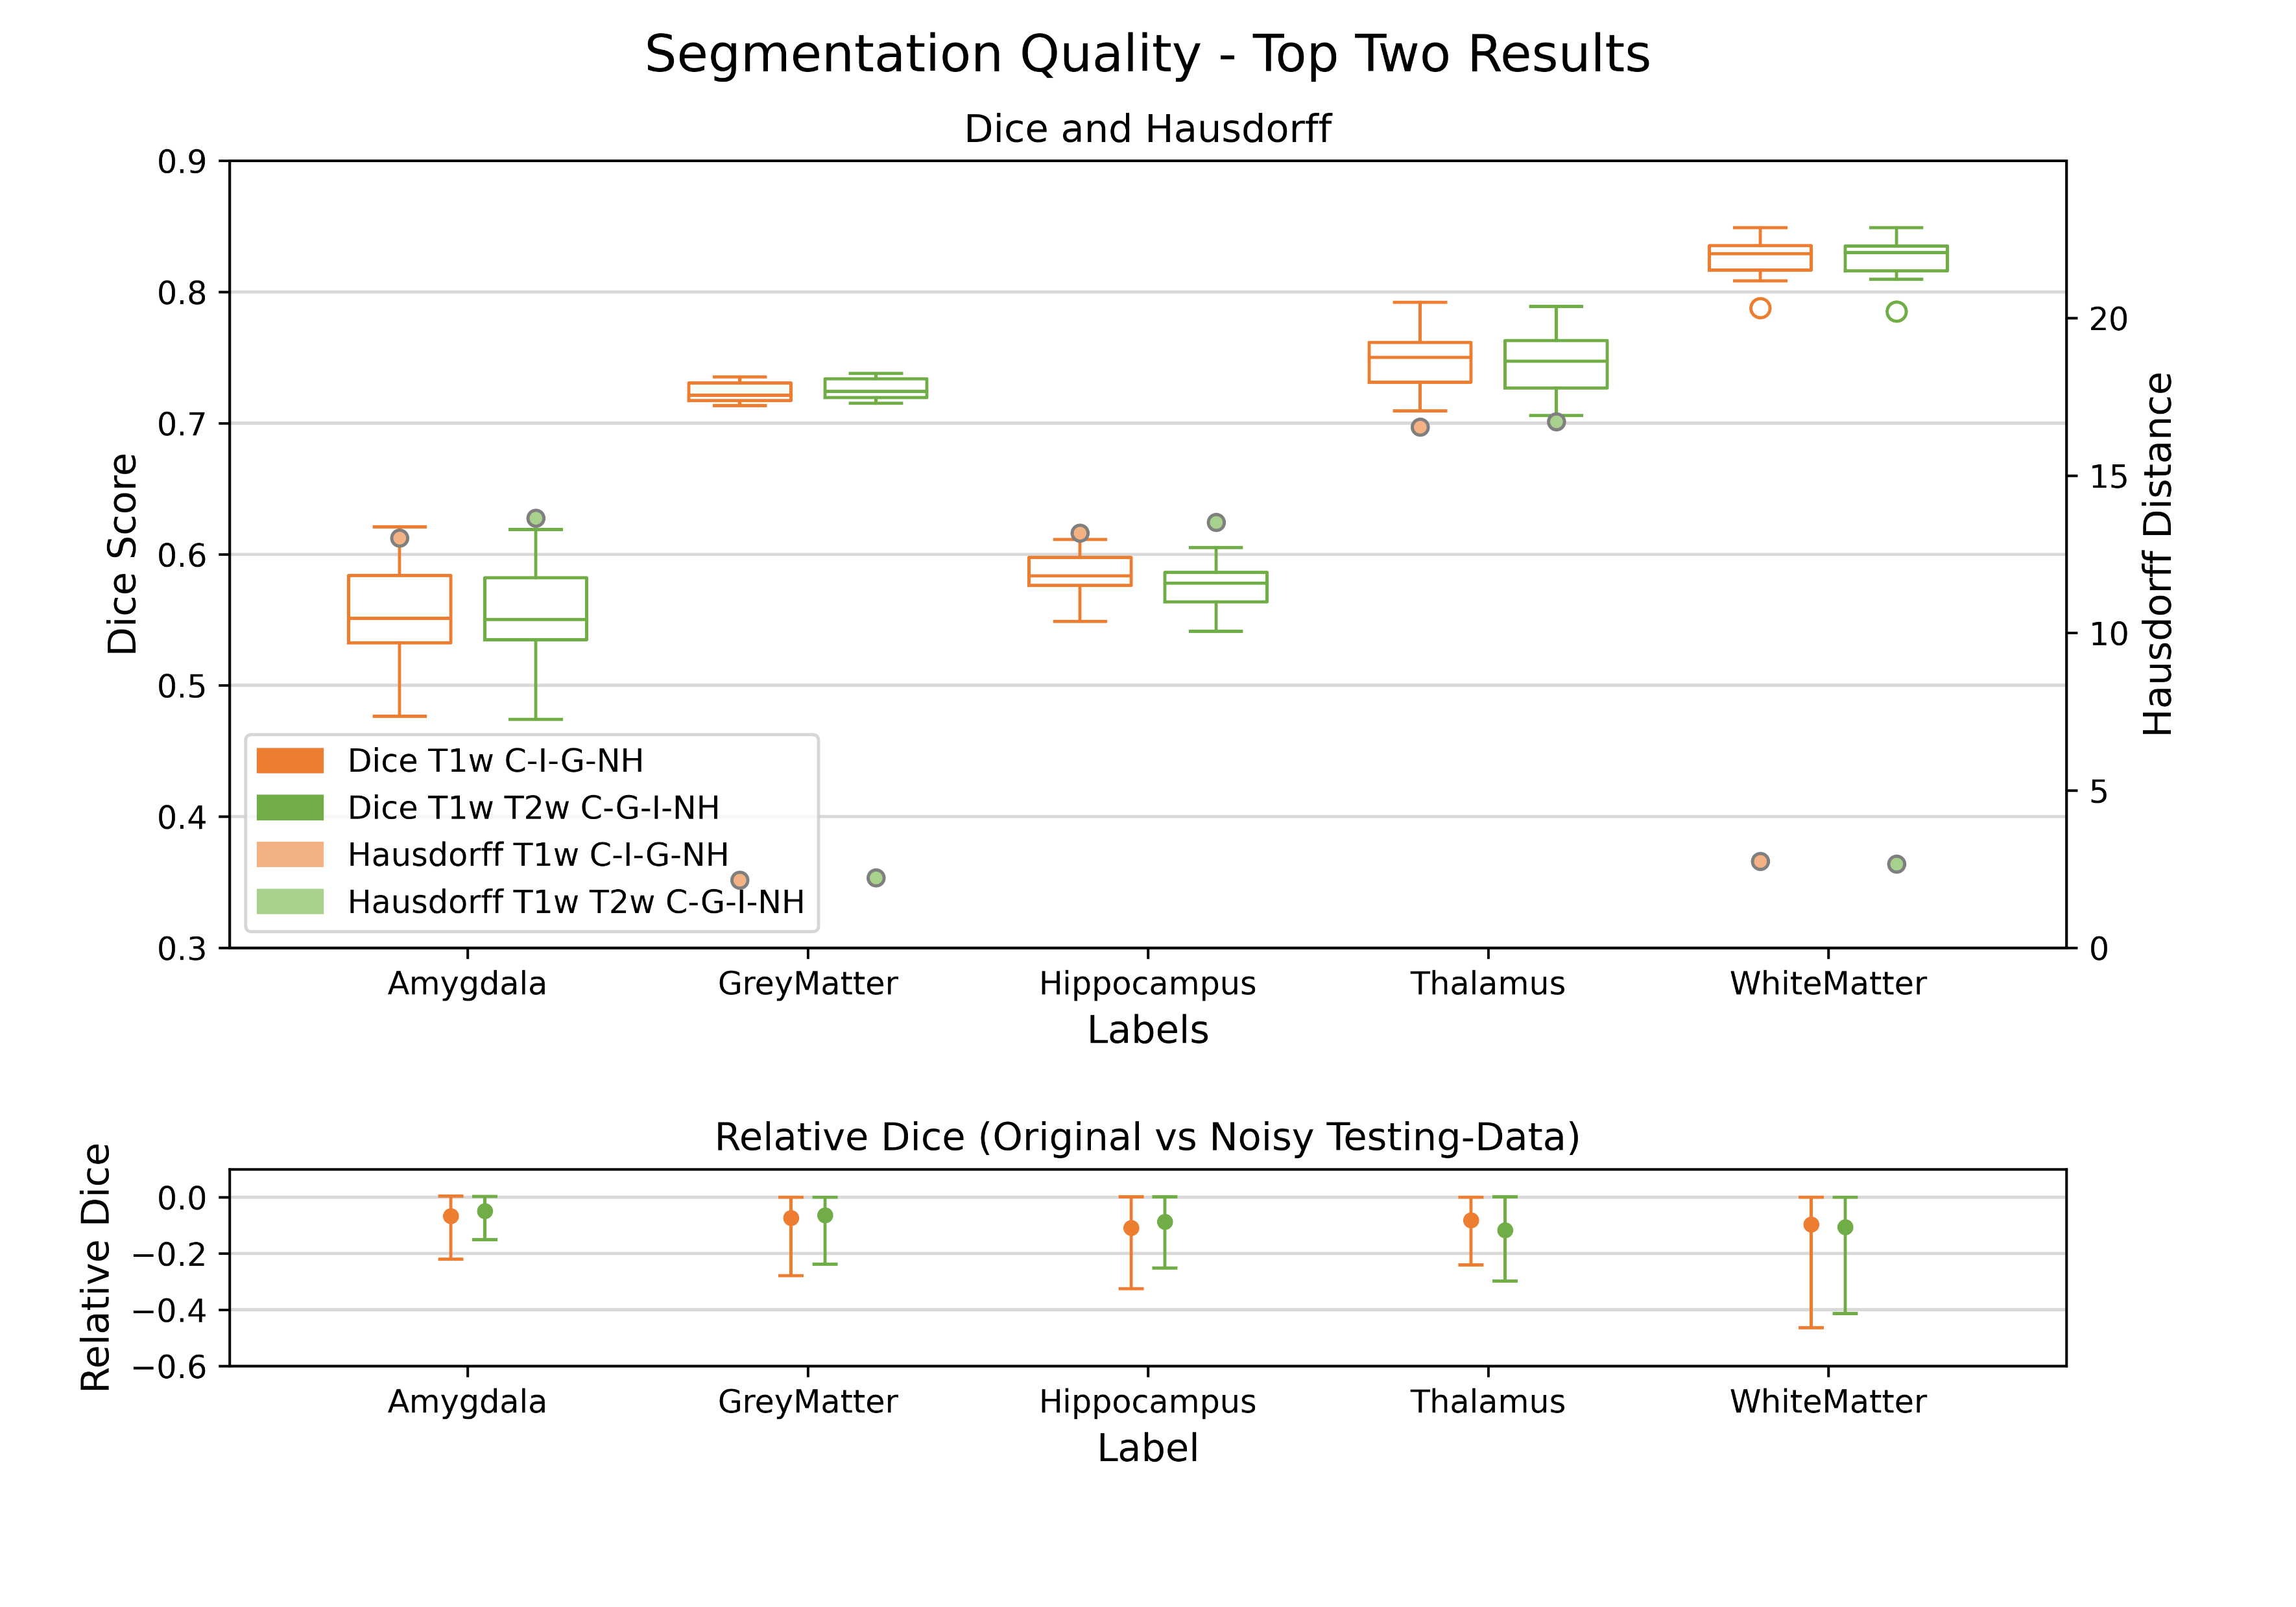 Segmentation Quality - Top Two Results
Dice and Hausdorff
0.9
0.8
0.7
0.6
0.5
0.4
0.3
Dice Score
20
15
10
5
0
Hausdorff Distance
Dice T1w C-I-G-NH
Dice T1w T2w C-G-I-NH
Hausdorff T1w C-I-G-NH
Hausdorff T1w T2w C-G-I-NH
Amygdala GreyMatter Hippocampus Thalamus WhiteMatter
Labels
Relative Dice (Original vs Noisy Testing-Data)
0.0
−0.2
−0.4
−0.6
Relative Dice
Amygdala GreyMatter Hippocampus Thalamus WhiteMatter
Label